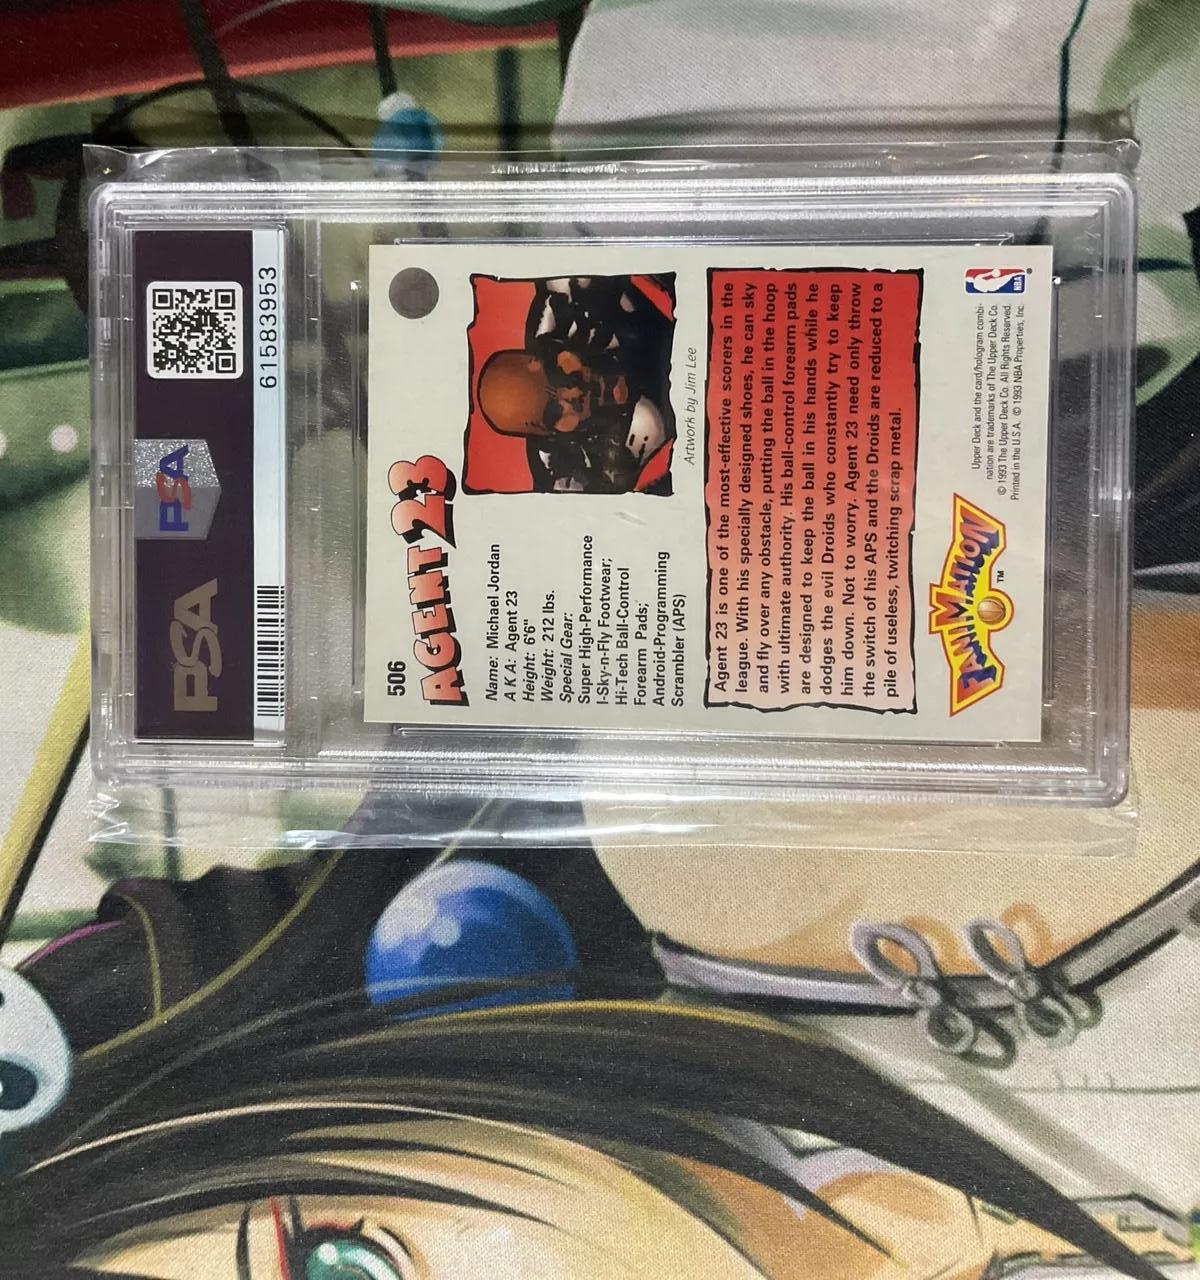 PSA
PSA
61583953
506
AGENT 23
Name: Michael Jordan
A K A: Agent 23
Height: 6'6"
Weight: 212 lbs.
Special Gear:
Super High-Performance
I-Sky-n-Fly Footwear;
Hi-Tech Ball-Control
Forearm Pads;
Android-Programming
Scrambler (APS)
Artwork by Jim Lee
Agent 23 is one of the most-effective scorers in the
league. With his specially designed shoes, he can sky
and fly over any obstacle, putting the ball in the hoop
with ultimate authority. His ball-control forearm pads
are designed to keep the ball in his hands while he
dodges the evil Droids who constantly try to keep
him down. Not to worry. Agent 23 need only throw
the switch of his APS and the Droids are reduced to a
pile of useless, twitching scrap metal.
FANIMATION
TM
Upper Deck and the card/hologram combi-
nation are trademarks of The Upper Deck Co.
© 1993 The Upper Deck Co. All Rights Reserved.
Printed in the U.S.A. © 1993 NBA Properties, Inc.
NBA
®